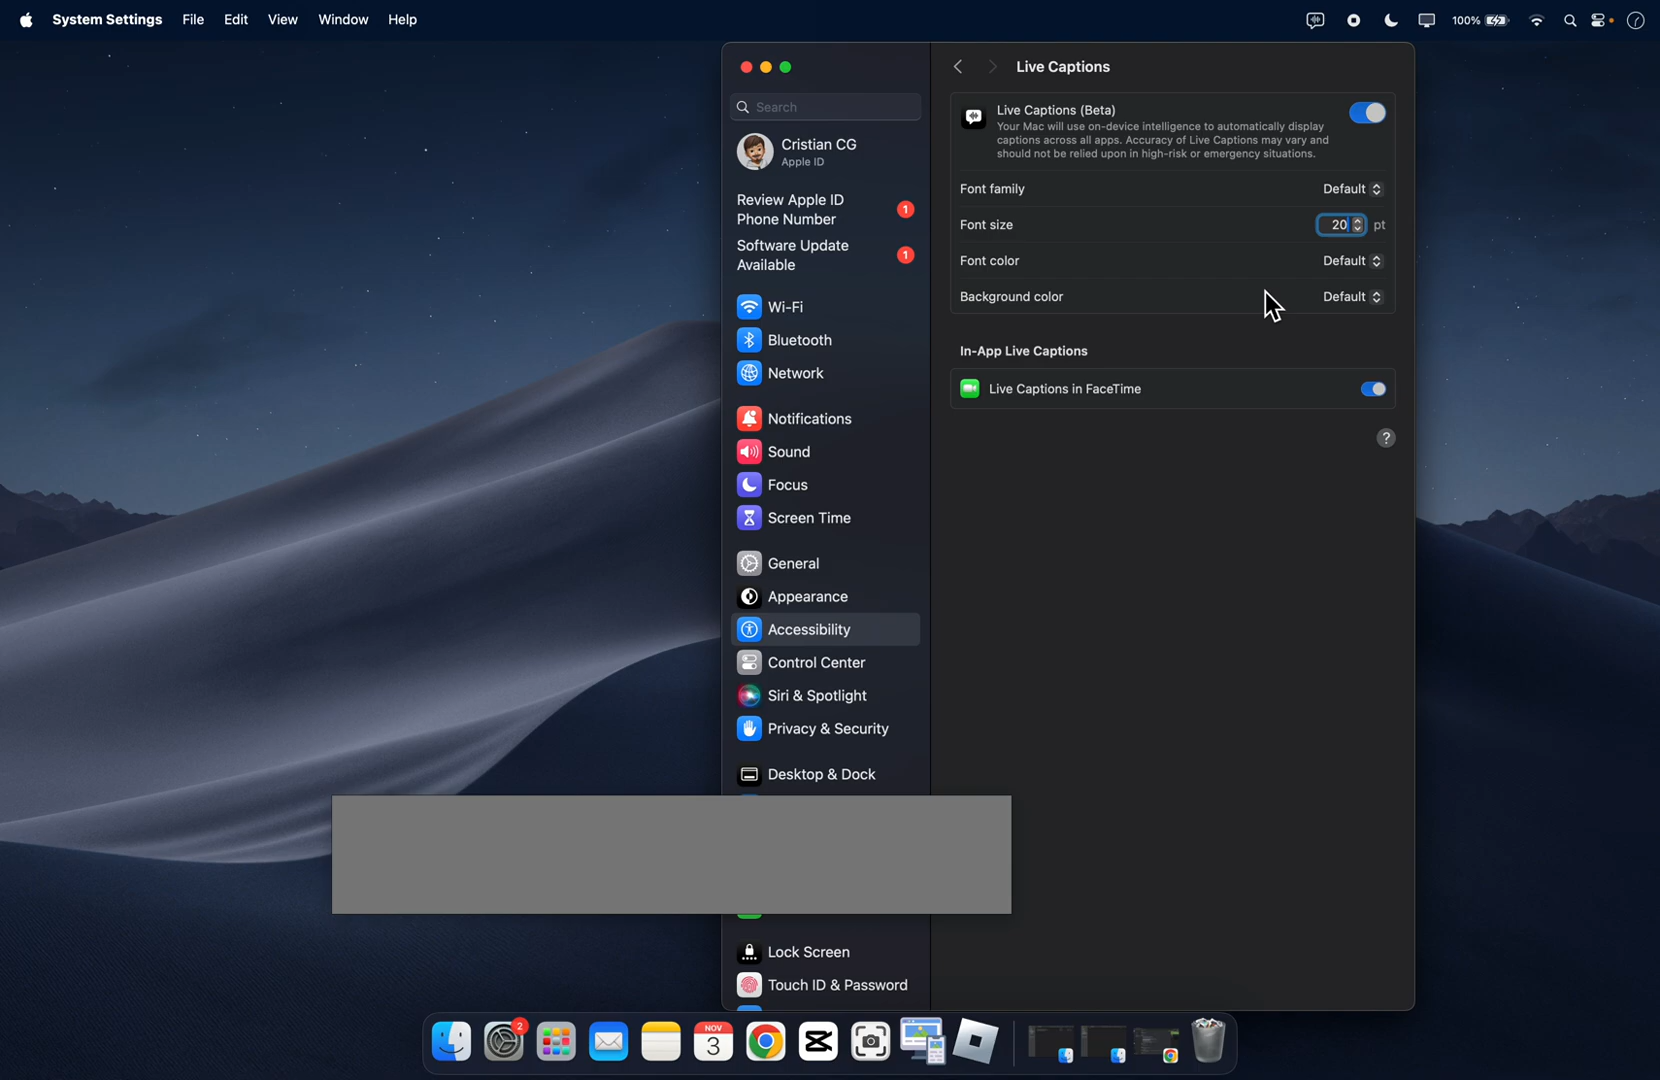 System Settings File Edit View Window Help
100%
Live Captions
Search
Live Captions (Beta)
Your Mac will use on-device intelligence to automatically display
captions across all apps. Accuracy of Live Captions may vary and
should not be relied upon in high-risk or emergency situations.
Cristian CG
Apple ID
Font family Default
Review Apple ID
Phone Number
1
Font size 20 pt
Software Update
Available
1
Font color Default
Background color Default
Wi-Fi
Bluetooth
In-App Live Captions
Network
Live Captions in FaceTime
Notifications
?
Sound
Focus
Screen Time
General
Appearance
Accessibility
Control Center
Siri & Spotlight
Privacy & Security
Desktop & Dock
Lock Screen
Touch ID & Password
2
NOV
3